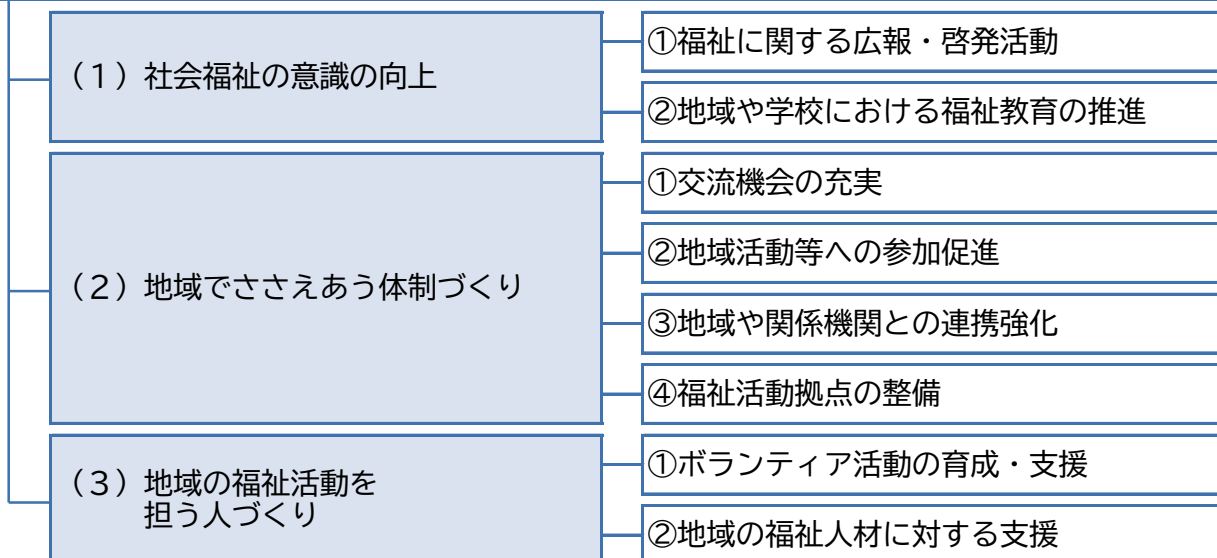 （１）社会福祉の意識の向上
①福祉に関する広報・啓発活動
②地域や学校における福祉教育の推進
（２）地域でささえあう体制づくり
①交流機会の充実
②地域活動等への参加促進
③地域や関係機関との連携強化
④福祉活動拠点の整備
（３）地域の福祉活動を
担う人づくり
①ボランティア活動の育成・支援
②地域の福祉人材に対する支援